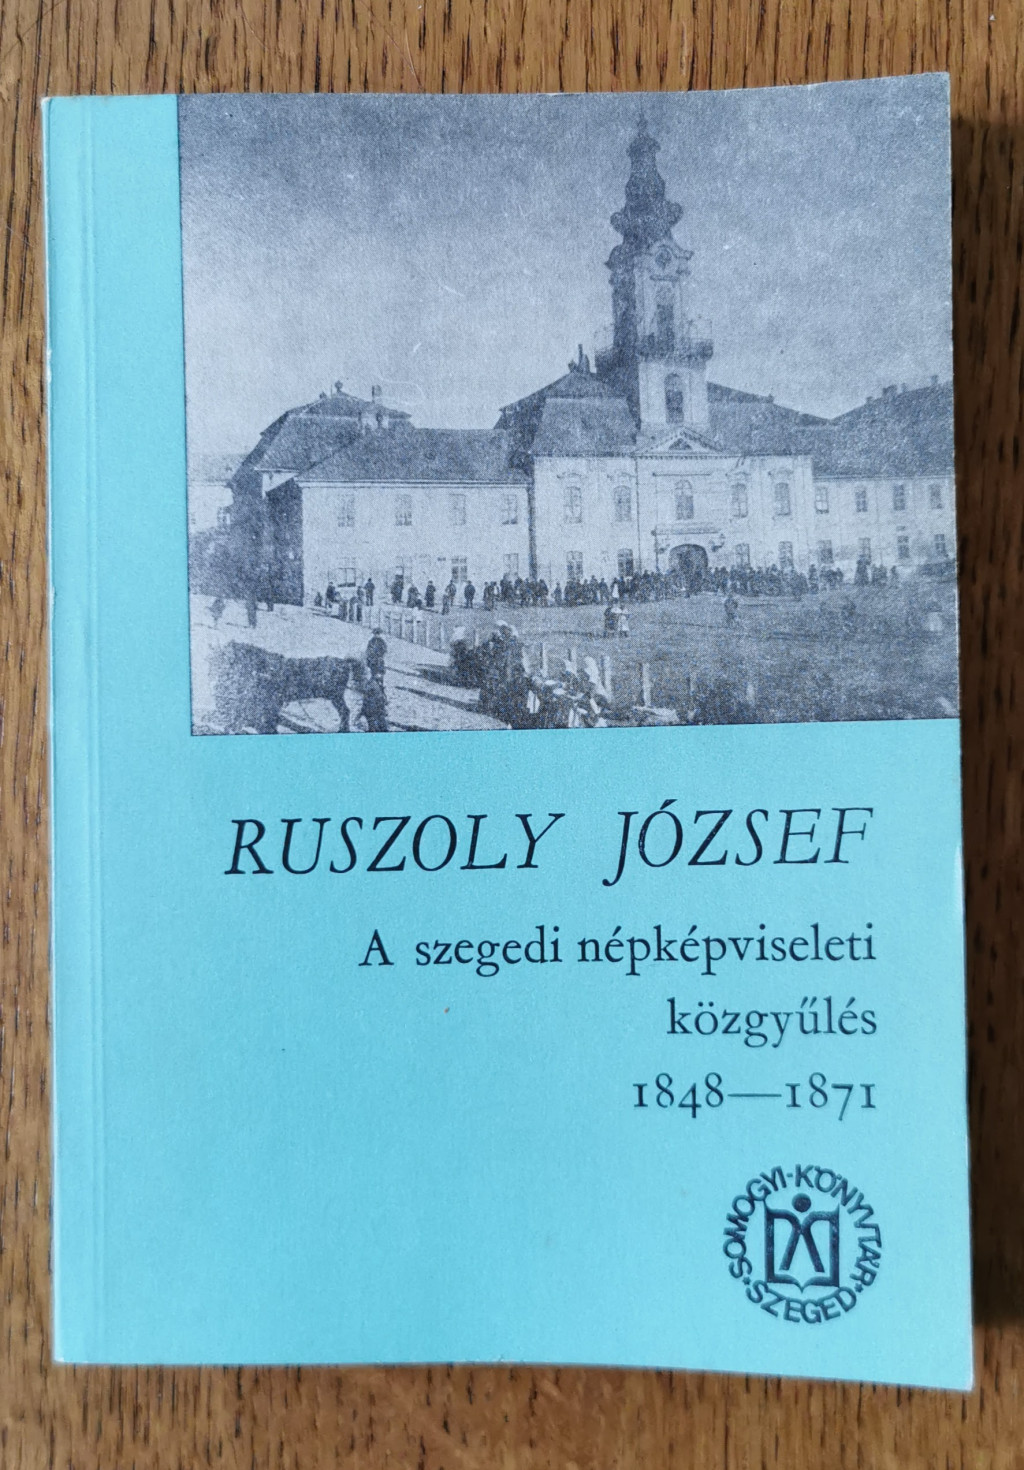 RUSZOLY JÓZSEF
A szegedi népképviseleti
közgyűlés
1848—1871
SOMOGYI-KÖNYVTÁR
· SZEGED ·